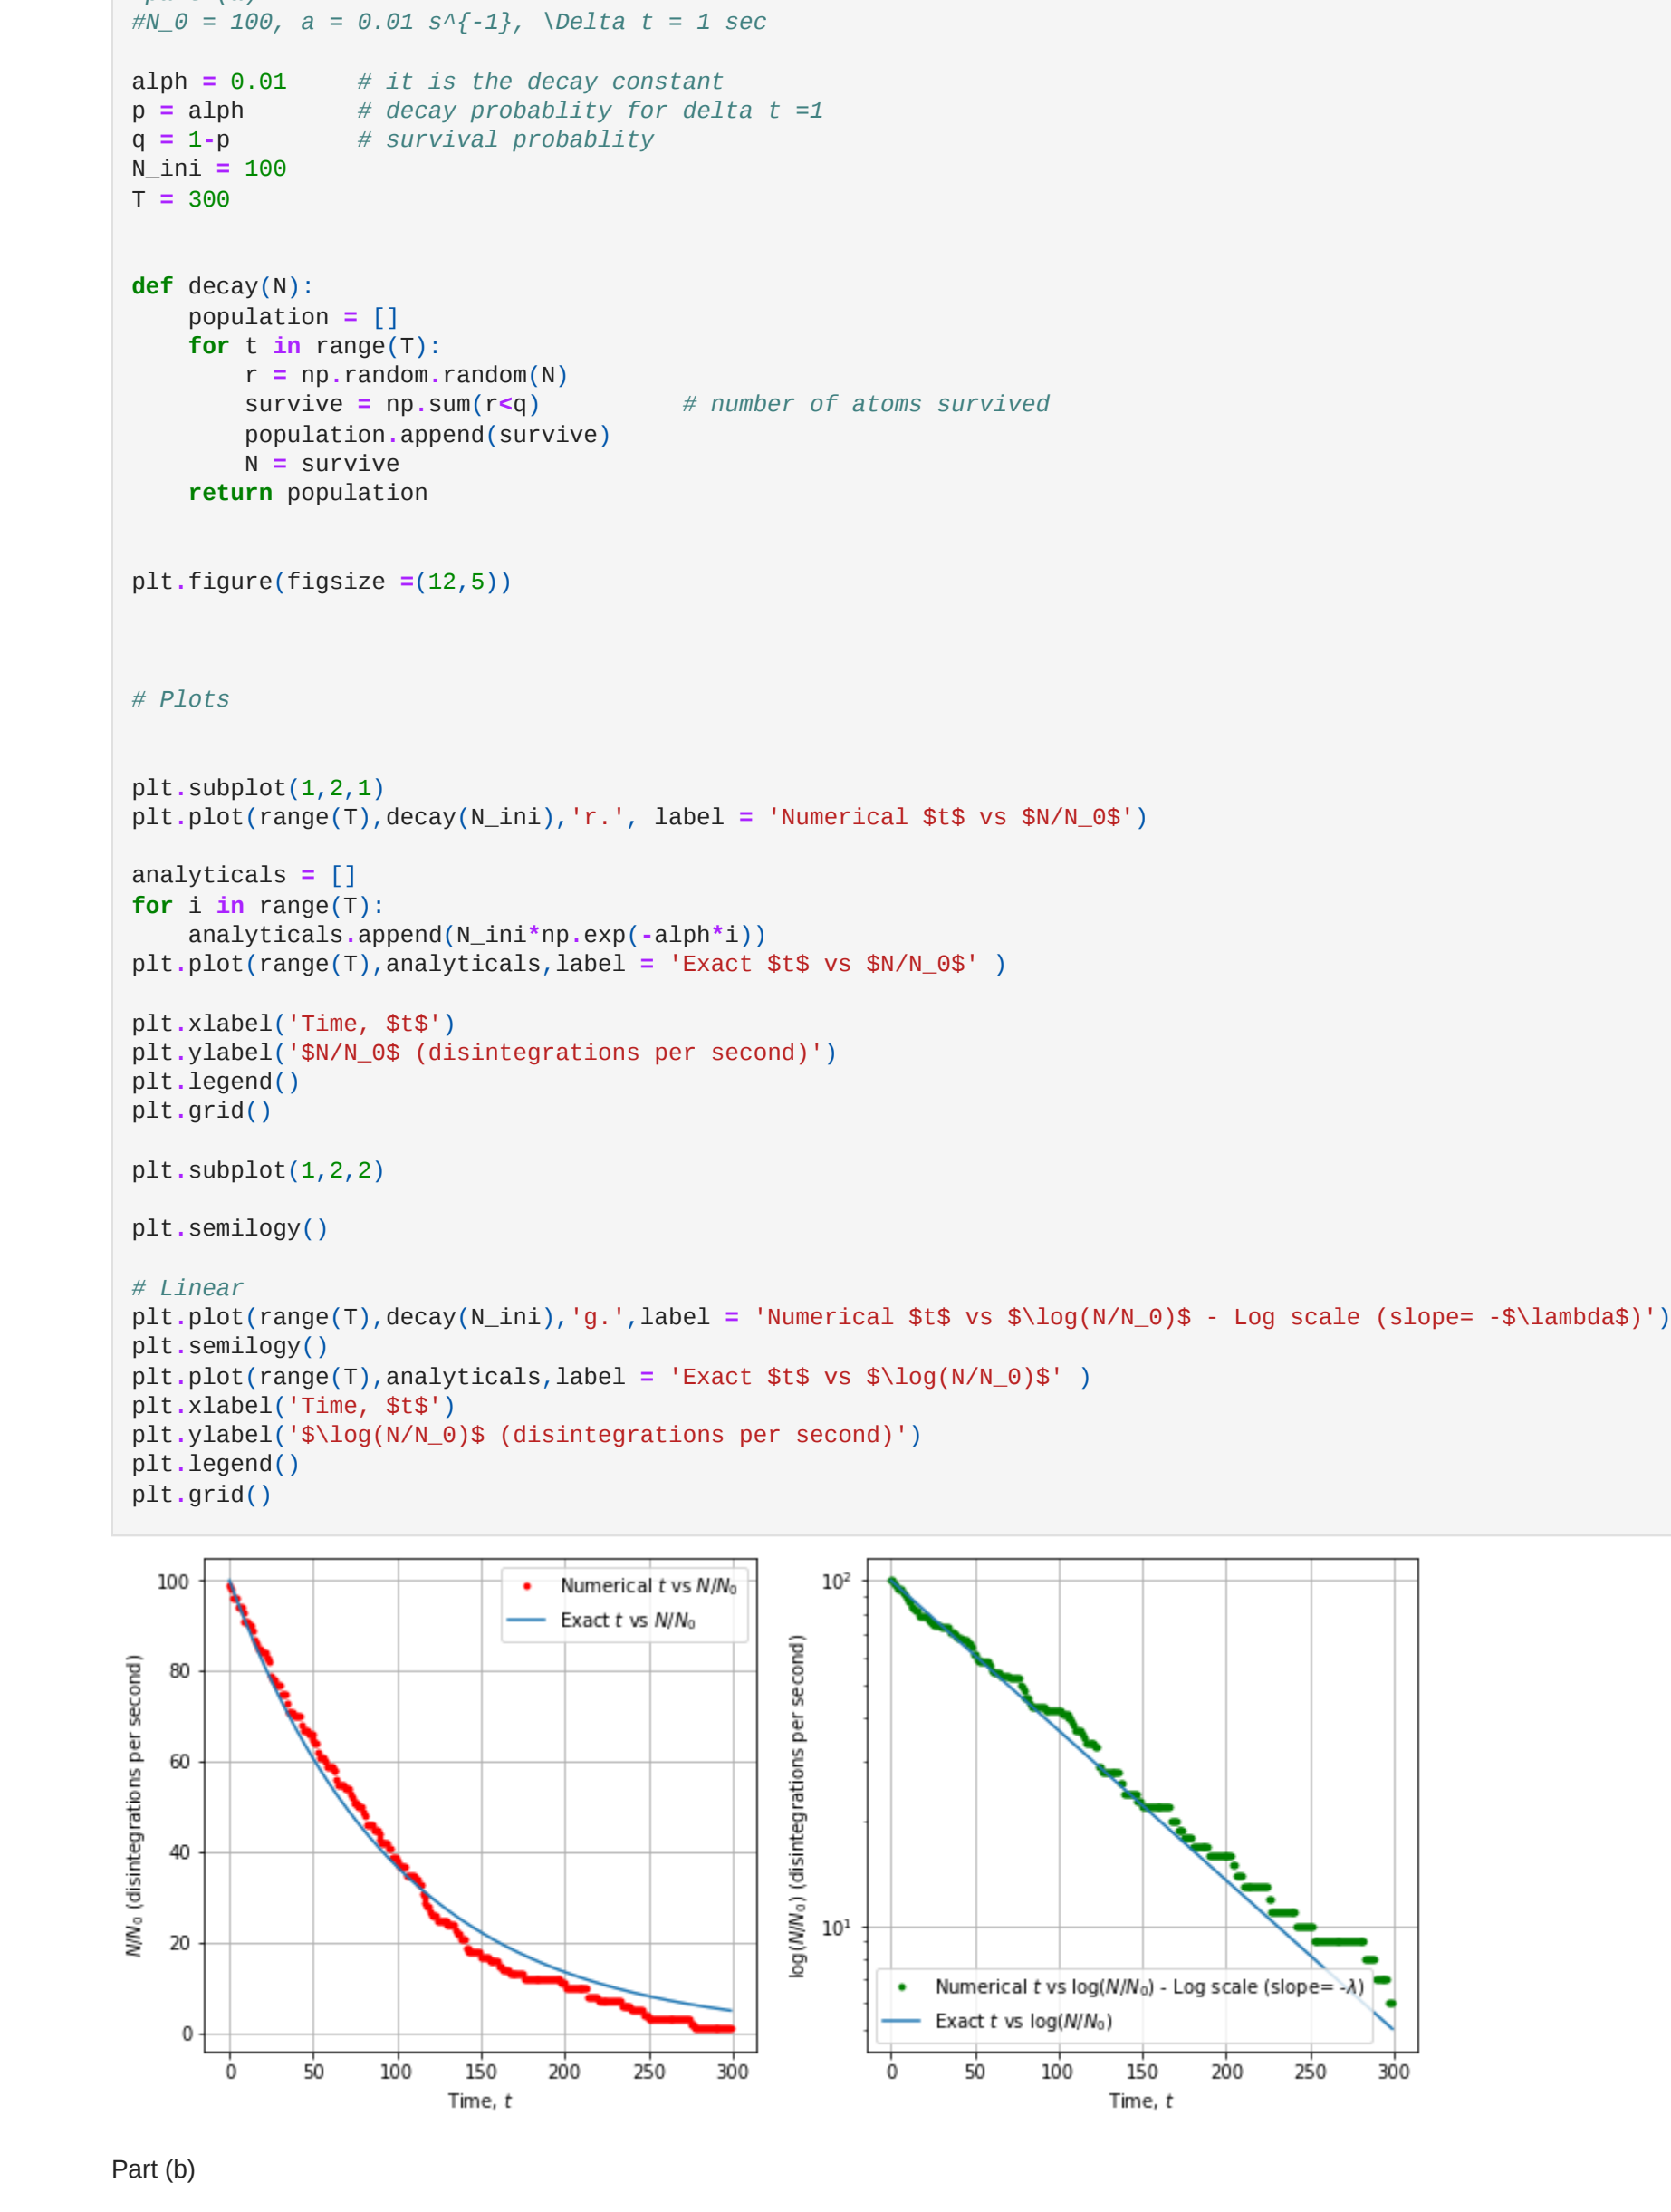 #N_0 = 100, a = 0.01 s^{-1}, \Delta t = 1 sec
alph = 0.01     # it is the decay constant
p = alph        # decay probablity for delta t =1
q = 1-p         # survival probablity
N_ini = 100
T = 300
def decay(N):
    population = []
    for t in range(T):
        r = np.random.random(N)
        survive = np.sum(r<q)          # number of atoms survived
        population.append(survive)
        N = survive
    return population
plt.figure(figsize =(12,5))
# Plots
plt.subplot(1,2,1)
plt.plot(range(T),decay(N_ini),'r.', label = 'Numerical $t$ vs $N/N_0$')
analyticals = []
for i in range(T):
    analyticals.append(N_ini*np.exp(-alph*i))
plt.plot(range(T),analyticals,label = 'Exact $t$ vs $N/N_0$' )
plt.xlabel('Time, $t$')
plt.ylabel('$N/N_0$ (disintegrations per second)')
plt.legend()
plt.grid()
plt.subplot(1,2,2)
plt.semilogy()
# Linear
plt.plot(range(T),decay(N_ini),'g.',label = 'Numerical $t$ vs $\log(N/N_0)$ - Log scale (slope= -$\lambda$)')
plt.semilogy()
plt.plot(range(T),analyticals,label = 'Exact $t$ vs $\log(N/N_0)$' )
plt.xlabel('Time, $t$')
plt.ylabel('$\log(N/N_0)$ (disintegrations per second)')
plt.legend()
plt.grid()
N/N₀ (disintegrations per second)
100
80
60
40
20
0
Numerical t vs N/N₀
Exact t vs N/N₀
0 50 100 150 200 250 300
Time, t
log(N/N₀) (disintegrations per second)
10²
10¹
Numerical t vs log(N/N₀) - Log scale (slope= -λ)
Exact t vs log(N/N₀)
0 50 100 150 200 250 300
Time, t
Part (b)